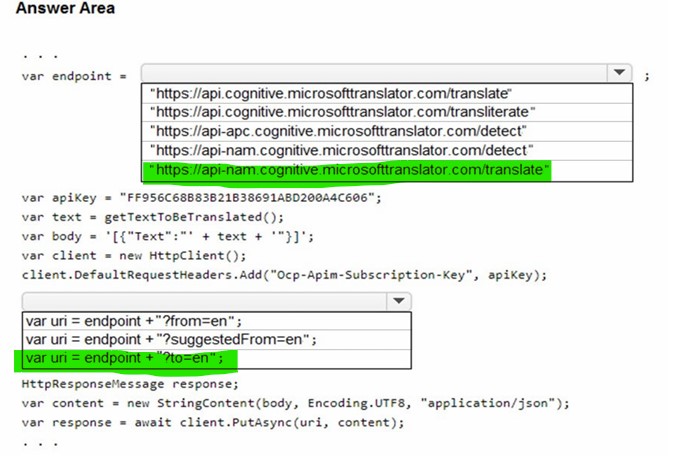 Answer Area
. . .
var endpoint = ;
"https://api.cognitive.microsofttranslator.com/translate"
"https://api.cognitive.microsofttranslator.com/transliterate"
"https://api-apc.cognitive.microsofttranslator.com/detect"
"https://api-nam.cognitive.microsofttranslator.com/detect"
"https://api-nam.cognitive.microsofttranslator.com/translate"
var apiKey = "FF956C68B83B21B38691ABD200A4C606";
var text = getTextToBeTranslated();
var body = '[{"Text":"' + text + '"}]';
var client = new HttpClient();
client.DefaultRequestHeaders.Add("Ocp-Apim-Subscription-Key", apiKey);
var uri = endpoint + "?from=en";
var uri = endpoint + "?suggestedFrom=en";
var uri = endpoint + "?to=en";
HttpResponseMessage response;
var content = new StringContent(body, Encoding.UTF8, "application/json");
var response = await client.PutAsync(uri, content);
. . .